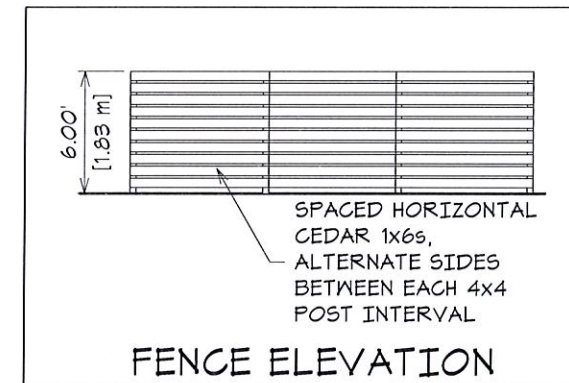 6.00'
[1.83 m]
SPACED HORIZONTAL
CEDAR 1x6s,
ALTERNATE SIDES
BETWEEN EACH 4x4
POST INTERVAL
FENCE ELEVATION